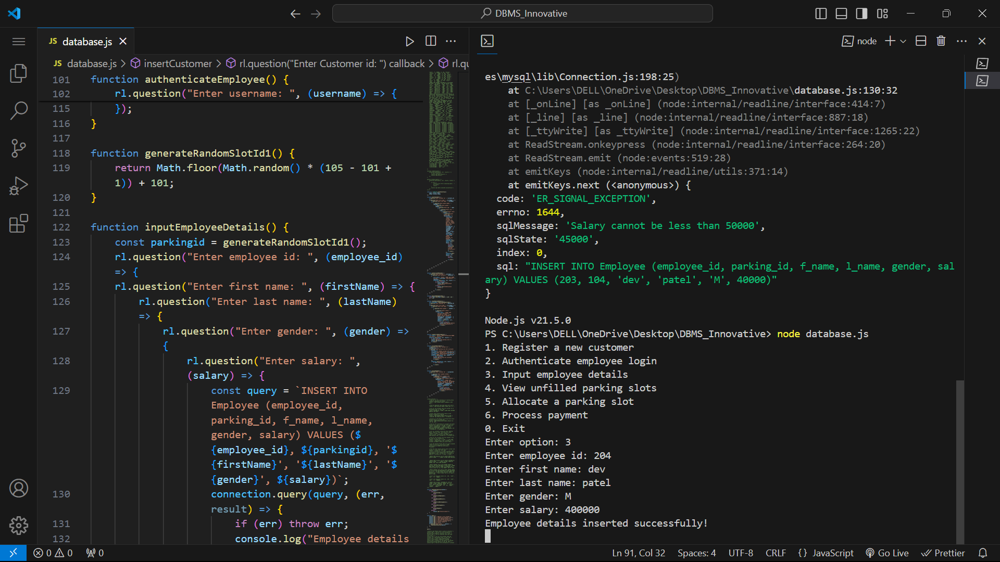 DBMS_Innovative
JS database.js
JS database.js > insertCustomer > rl.question("Enter Customer id: ") callback > rl.qu
101 function authenticateEmployee() {
102 rl.question("Enter username: ", (username) => {
115 });
116 }
117
118 function generateRandomSlotId1() {
119 return Math.floor(Math.random() * (105 - 101 +
1)) + 101;
120 }
121
122 function inputEmployeeDetails() {
123 const parkingid = generateRandomSlotId1();
124 rl.question("Enter employee id: ", (employee_id)
=> {
125 rl.question("Enter first name: ", (firstName) => {
126 rl.question("Enter last name: ", (lastName)
=> {
127 rl.question("Enter gender: ", (gender) =>
{
128 rl.question("Enter salary: ",
(salary) => {
129 const query = `INSERT INTO
Employee (employee_id,
parking_id, f_name, l_name,
gender, salary) VALUES ($
{employee_id}, ${parkingid}, '$
{firstName}', '${lastName}', '$
{gender}', ${salary})`;
130 connection.query(query, (err,
result) => {
131 if (err) throw err;
132 console.log("Employee details
node
es\mysql\lib\Connection.js:198:25)
at C:\Users\DELL\OneDrive\Desktop\DBMS_Innovative\database.js:130:32
at [_onLine] [as _onLine] (node:internal/readline/interface:414:7)
at [_line] [as _line] (node:internal/readline/interface:887:18)
at [_ttyWrite] [as _ttyWrite] (node:internal/readline/interface:1265:22)
at ReadStream.onkeypress (node:internal/readline/interface:264:20)
at ReadStream.emit (node:events:519:28)
at emitKeys (node:internal/readline/utils:371:14)
at emitKeys.next (<anonymous>) {
code: 'ER_SIGNAL_EXCEPTION',
errno: 1644,
sqlMessage: 'Salary cannot be less than 50000',
sqlState: '45000',
index: 0,
sql: "INSERT INTO Employee (employee_id, parking_id, f_name, l_name, gender, sal
ary) VALUES (203, 104, 'dev', 'patel', 'M', 40000)"
}
Node.js v21.5.0
PS C:\Users\DELL\OneDrive\Desktop\DBMS_Innovative> node database.js
1. Register a new customer
2. Authenticate employee login
3. Input employee details
4. View unfilled parking slots
5. Allocate a parking slot
6. Process payment
0. Exit
Enter option: 3
Enter employee id: 204
Enter first name: dev
Enter last name: patel
Enter gender: M
Enter salary: 400000
Employee details inserted successfully!
0 0 0 Ln 91, Col 32 Spaces: 4 UTF-8 CRLF {} JavaScript Go Live Prettier